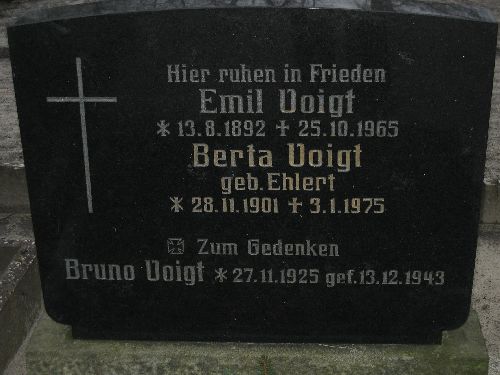 Hier ruhen in Frieden
Emil Voigt
* 13.8.1892 + 25.10.1965
Berta Voigt
geb. Ehlert
* 28.11.1901 + 3.1.1975
Zum Gedenken
Bruno Voigt * 27.11.1925 gef. 13.12.1943